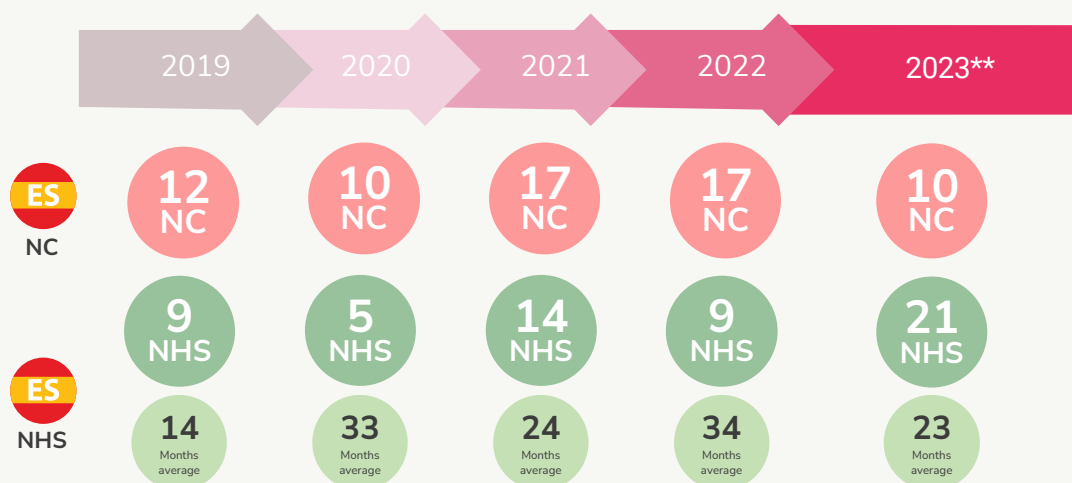 2019 2020 2021 2022 2023**
ES 12 10 17 17 10
NC NC NC NC NC
NC
9 5 14 9 21
NHS NHS NHS NHS NHS
ES
NHS
14 33 24 34 23
Months Months Months Months Months
average average average average average